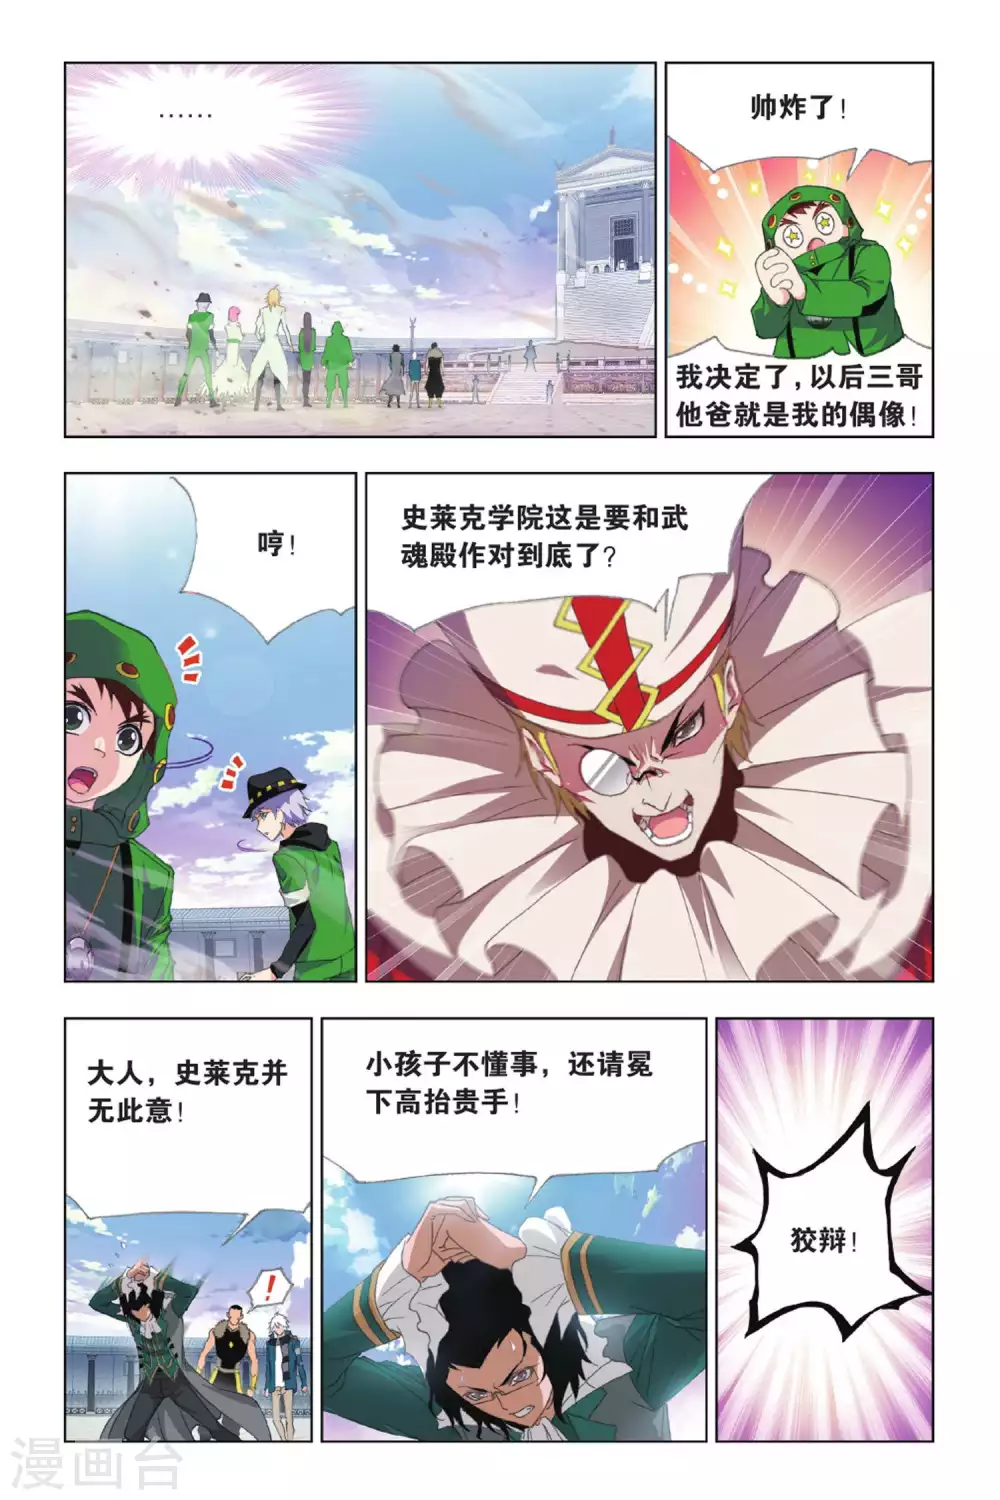 ……
帅炸了!
我决定了,以后三哥
他爸就是我的偶像!
哼!
史莱克学院这是要和武
魂殿作对到底了?
大人，史莱克并
无此意!
小孩子不懂事，还请冕
下高抬贵手!
!
狡辩!
漫画台